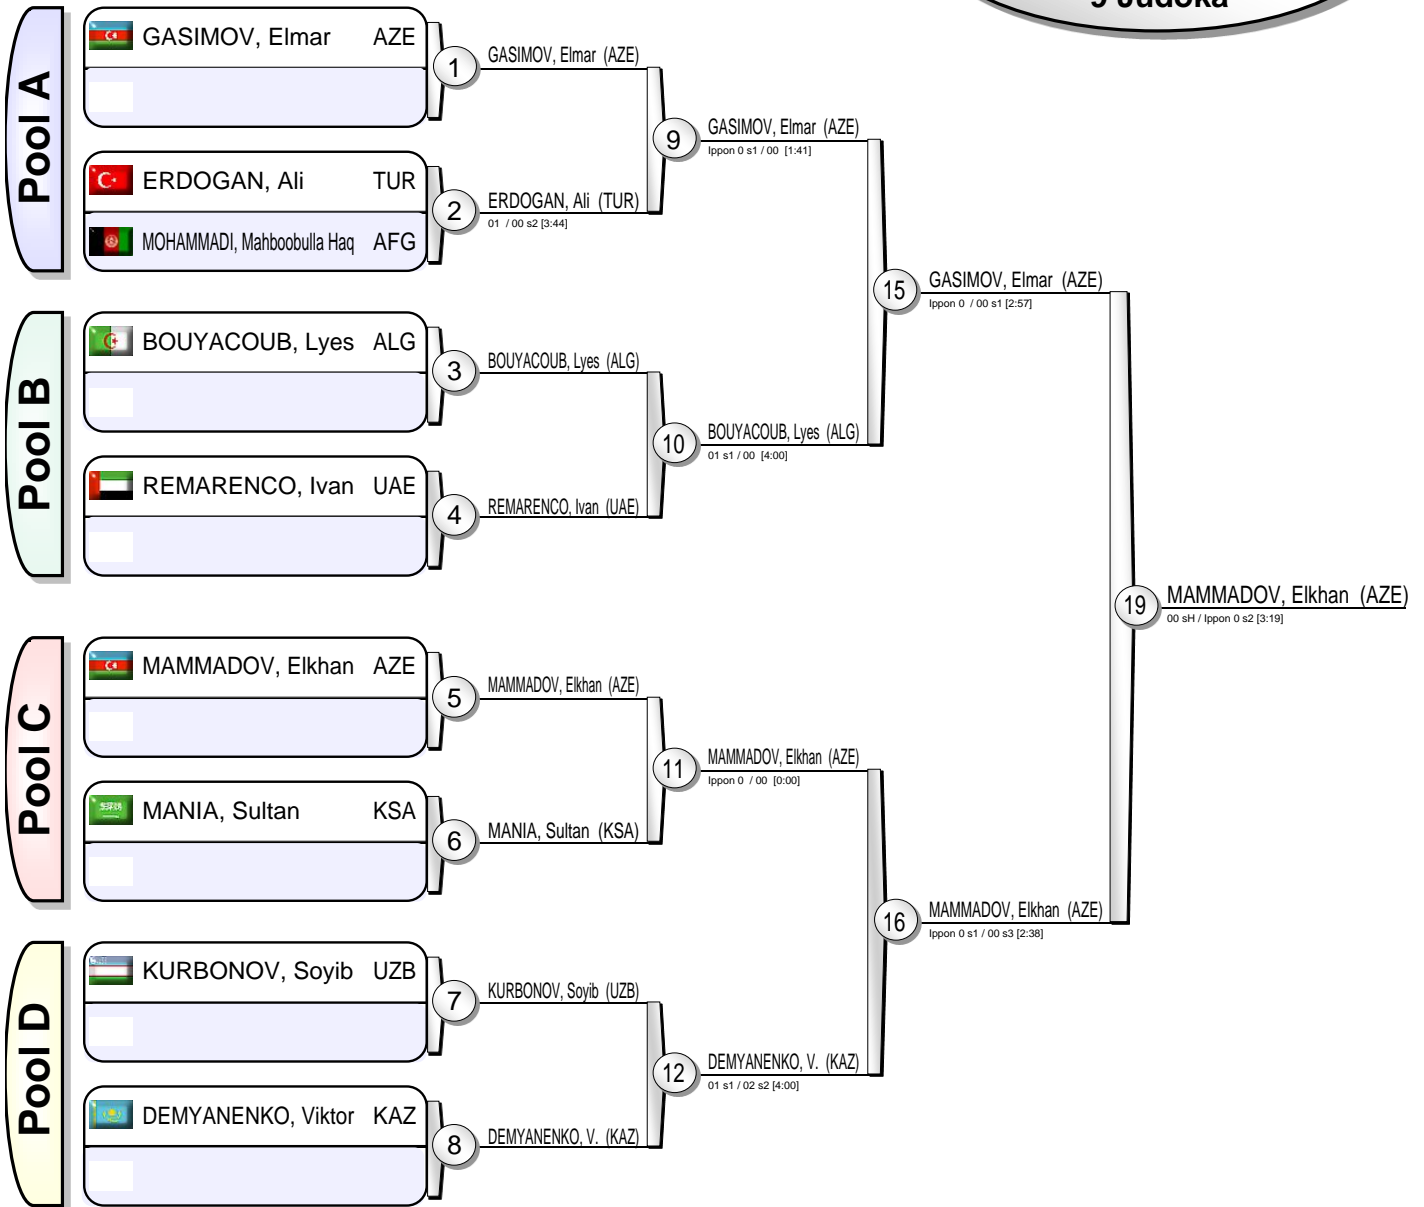 9 Judoka
Pool A
GASIMOV, Elmar AZE
1
GASIMOV, Elmar (AZE)
ERDOGAN, Ali TUR
MOHAMMADI, Mahboobulla Haq AFG
2
ERDOGAN, Ali (TUR)
01 / 00 s2 [3:44]
9
GASIMOV, Elmar (AZE)
Ippon 0 s1 / 00 [1:41]
Pool B
BOUYACOUB, Lyes ALG
3
BOUYACOUB, Lyes (ALG)
REMARENCO, Ivan UAE
4
REMARENCO, Ivan (UAE)
10
BOUYACOUB, Lyes (ALG)
01 s1 / 00 [4:00]
15
GASIMOV, Elmar (AZE)
Ippon 0 / 00 s1 [2:57]
Pool C
MAMMADOV, Elkhan AZE
5
MAMMADOV, Elkhan (AZE)
MANIA, Sultan KSA
6
MANIA, Sultan (KSA)
11
MAMMADOV, Elkhan (AZE)
Ippon 0 / 00 [0:00]
Pool D
KURBONOV, Soyib UZB
7
KURBONOV, Soyib (UZB)
DEMYANENKO, Viktor KAZ
8
DEMYANENKO, V. (KAZ)
12
DEMYANENKO, V. (KAZ)
01 s1 / 02 s2 [4:00]
16
MAMMADOV, Elkhan (AZE)
Ippon 0 s1 / 00 s3 [2:38]
19
MAMMADOV, Elkhan (AZE)
00 sH / Ippon 0 s2 [3:19]